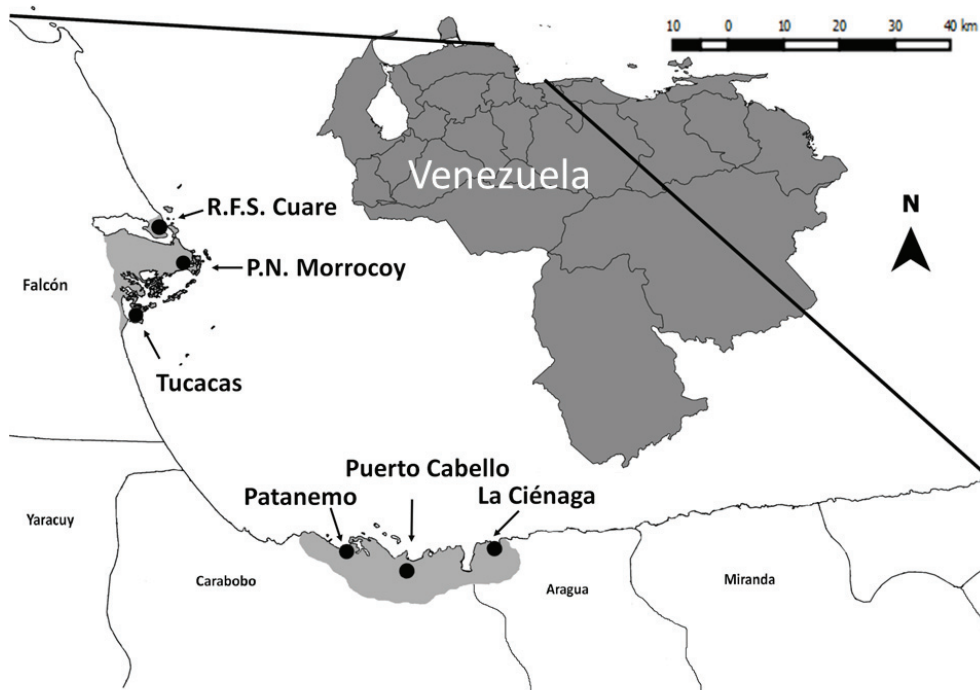 10 0 10 20 30 40 km
Venezuela
N
R.F.S. Cuare
P.N. Morrocoy
Falcón
Tucacas
Puerto Cabello
Patanemo
La Ciénaga
Yaracuy
Carabobo
Aragua
Miranda